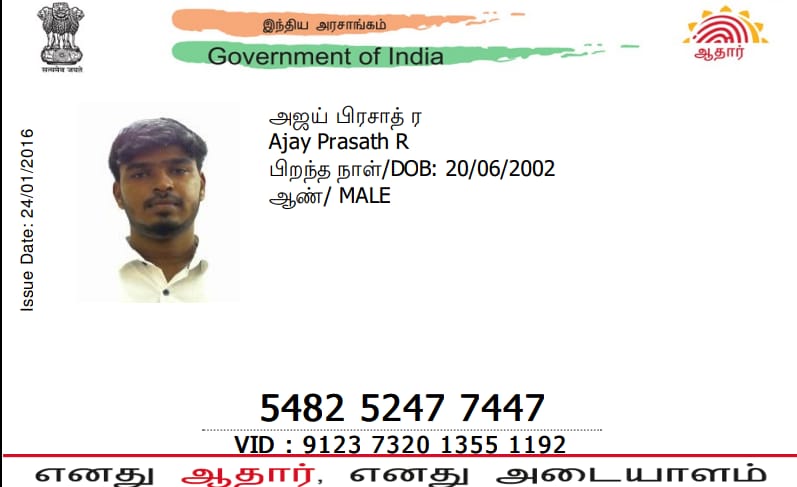 இந்திய அரசாங்கம்
Government of India
सत्यमेव जयते
ஆதார்
Issue Date: 24/01/2016
அஜய் பிரசாத் ர
Ajay Prasath R
பிறந்த நாள்/DOB: 20/06/2002
ஆண்/ MALE
5482 5247 7447
VID : 9123 7320 1355 1192
எனது ஆதார், எனது அடையாளம்